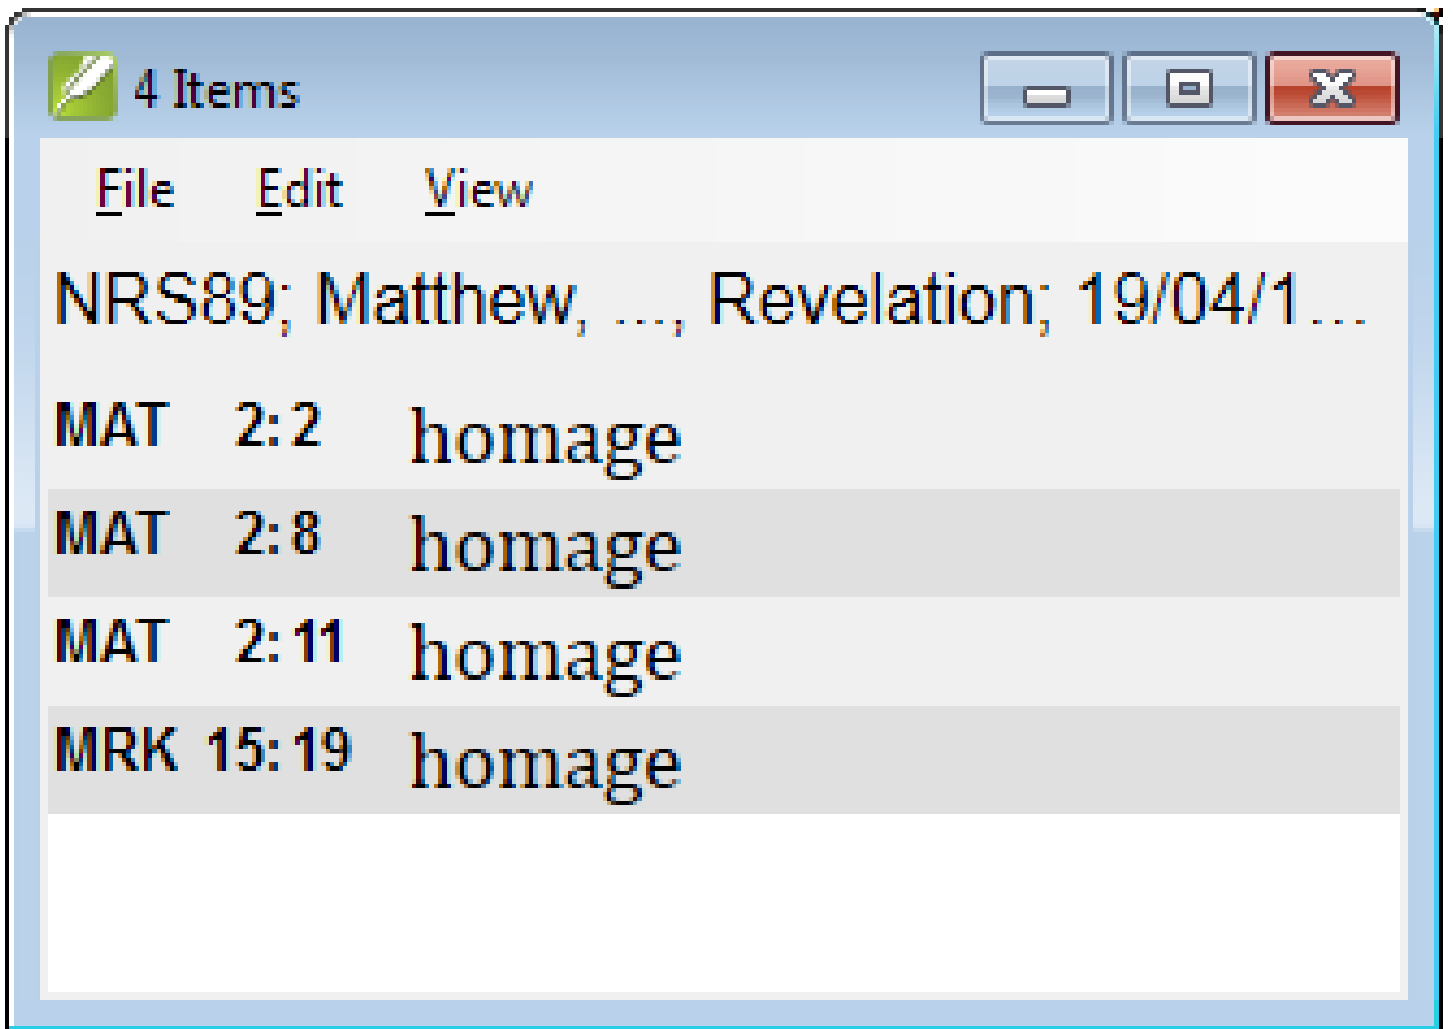 4 Items
File Edit View
NRS89; Matthew, ..., Revelation; 19/04/1...
MAT 2: 2 homage
MAT 2: 8 homage
MAT 2: 11 homage
MRK 15: 19 homage